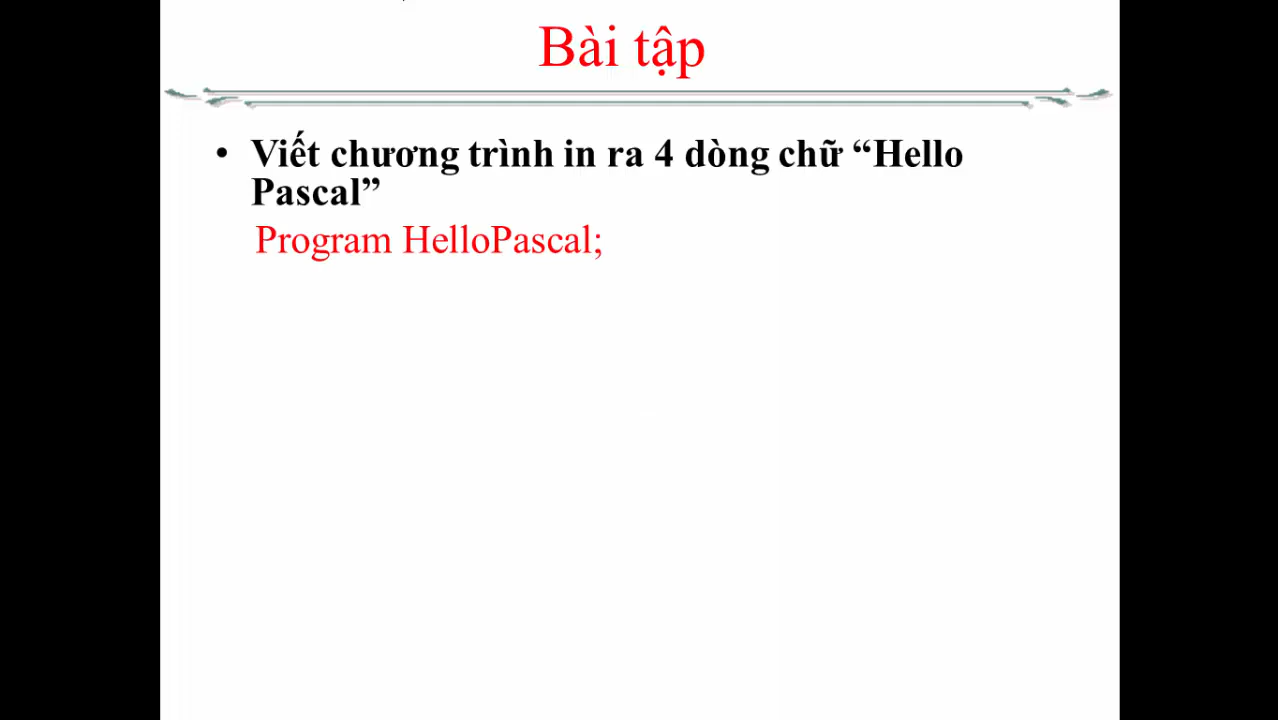 Bài tập
• Viết chương trình in ra 4 dòng chữ “Hello
Pascal”
Program HelloPascal;